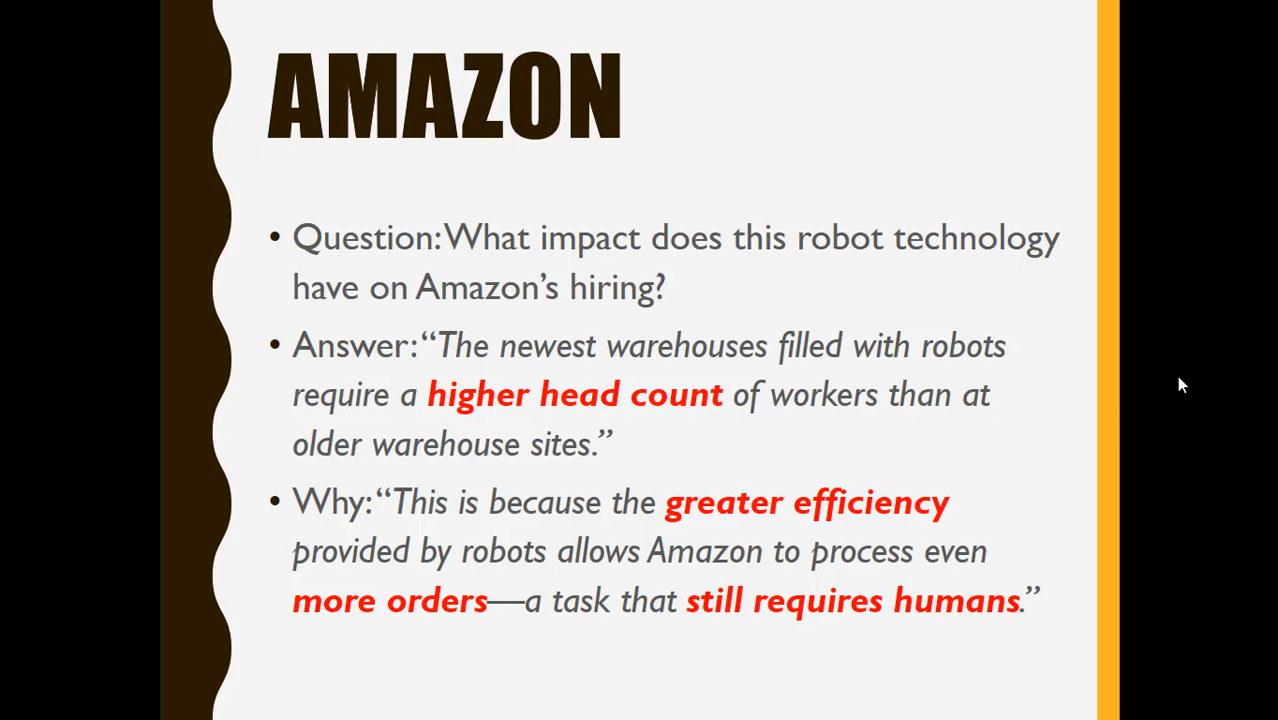 AMAZON
• Question: What impact does this robot technology
have on Amazon’s hiring?
• Answer: “The newest warehouses filled with robots
require a higher head count of workers than at
older warehouse sites.”
• Why: “This is because the greater efficiency
provided by robots allows Amazon to process even
more orders—a task that still requires humans.”